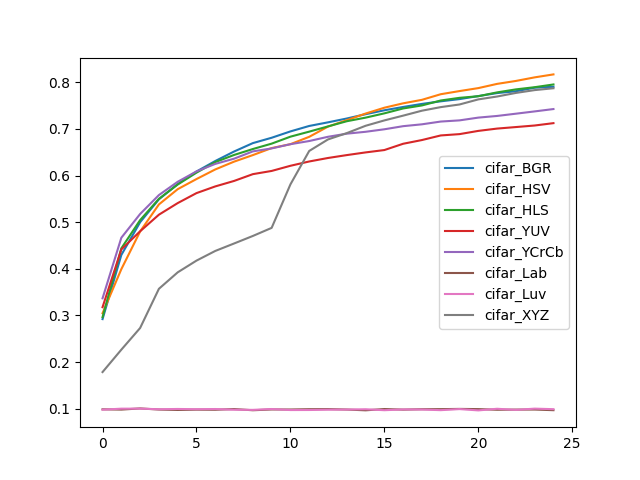 0.8
0.7
0.6
0.5
0.4
0.3
0.2
0.1
0 5 10 15 20 25
cifar_BGR
cifar_HSV
cifar_HLS
cifar_YUV
cifar_YCrCb
cifar_Lab
cifar_Luv
cifar_XYZ